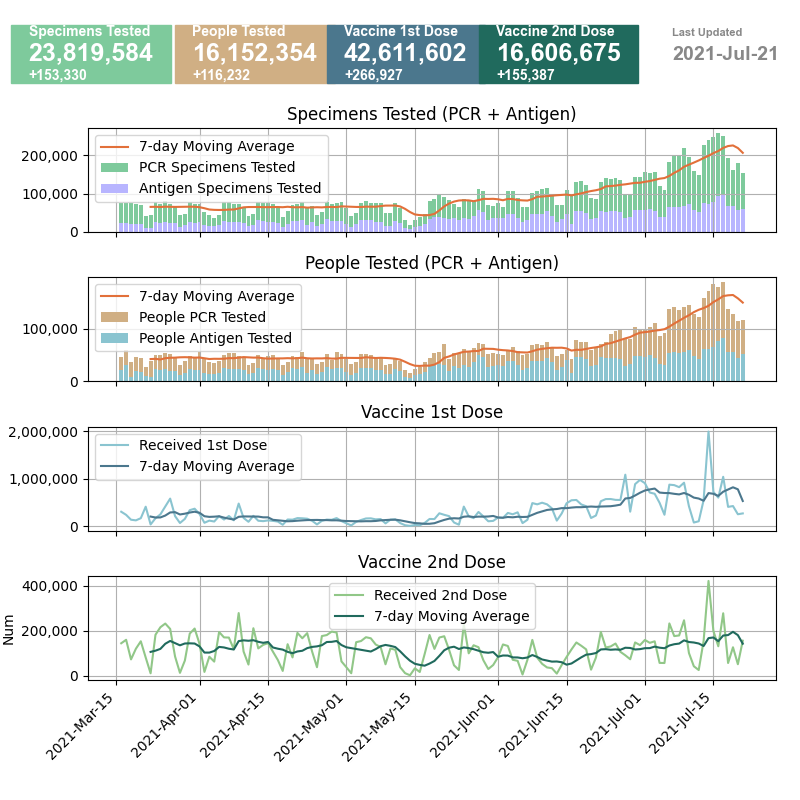 Specimens Tested
23,819,584
+153,330
People Tested
16,152,354
+116,232
Vaccine 1st Dose
42,611,602
+266,927
Vaccine 2nd Dose
16,606,675
+155,387
Last Updated
2021-Jul-21
Specimens Tested (PCR + Antigen)
7-day Moving Average
PCR Specimens Tested
Antigen Specimens Tested
200,000
100,000
0
People Tested (PCR + Antigen)
7-day Moving Average
People PCR Tested
People Antigen Tested
100,000
0
Vaccine 1st Dose
Received 1st Dose
7-day Moving Average
2,000,000
1,000,000
0
Vaccine 2nd Dose
Received 2nd Dose
7-day Moving Average
400,000
200,000
0
Num
2021-Mar-15
2021-Apr-01
2021-Apr-15
2021-May-01
2021-May-15
2021-Jun-01
2021-Jun-15
2021-Jul-01
2021-Jul-15